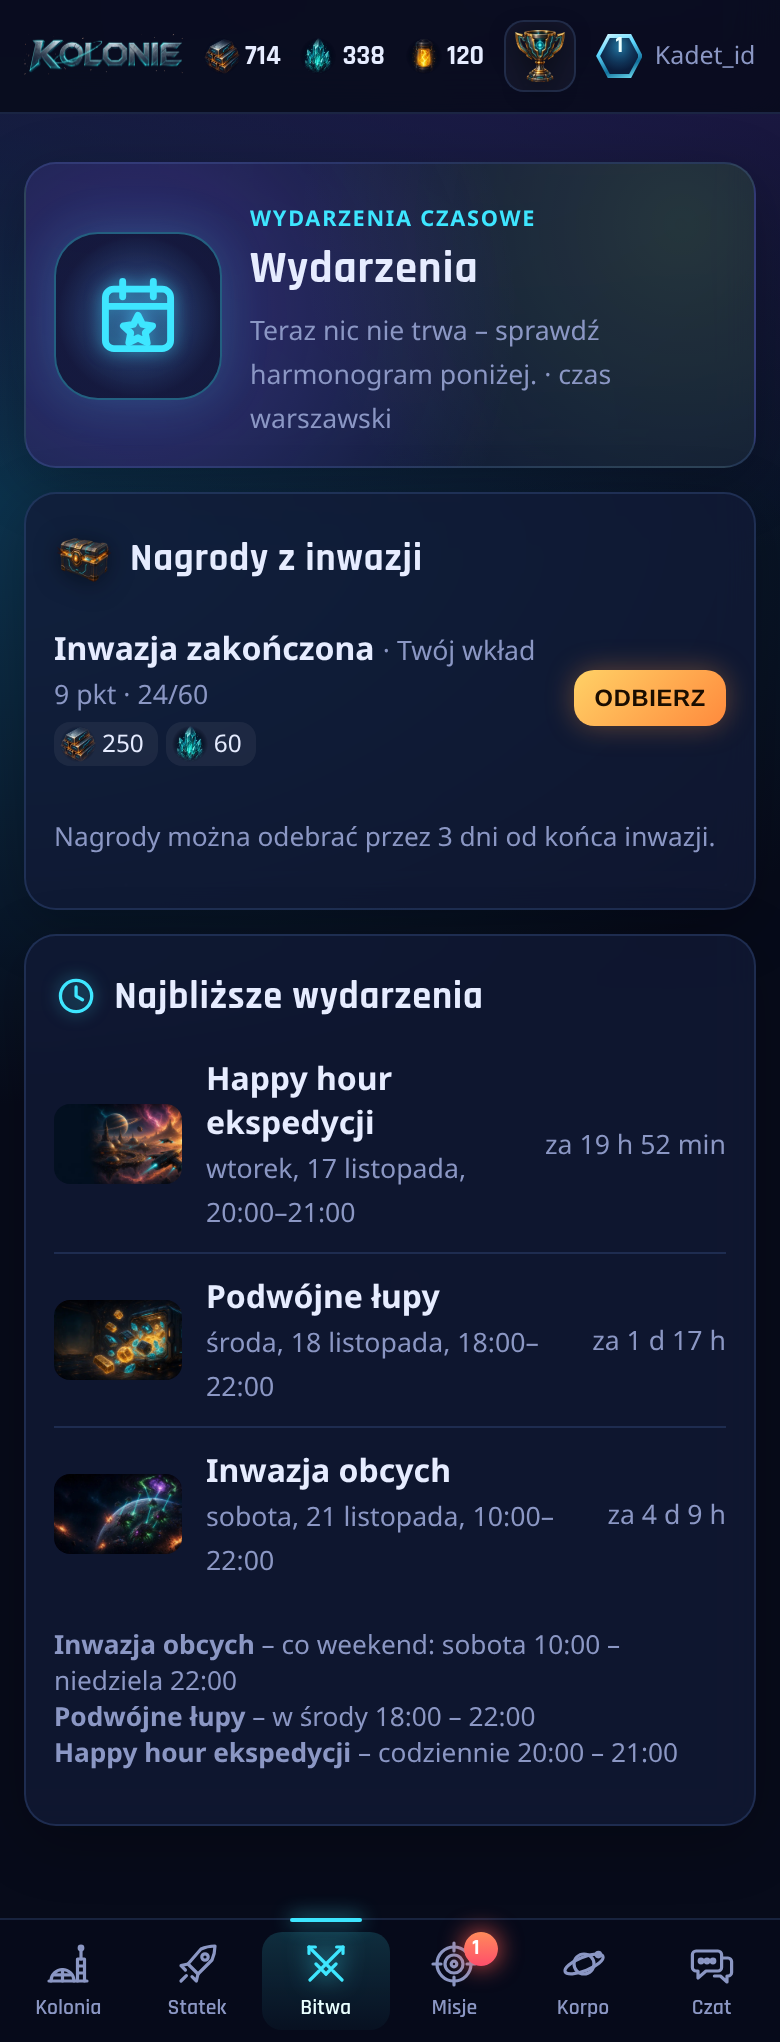 KOLONIE 714 338 120 1 Kadet_id
WYDARZENIA CZASOWE
Wydarzenia
Teraz nic nie trwa – sprawdź
harmonogram poniżej. · czas
warszawski
Nagrody z inwazji
Inwazja zakończona · Twój wkład
9 pkt · 24/60
ODBIERZ
250 60
Nagrody można odebrać przez 3 dni od końca inwazji.
Najbliższe wydarzenia
Happy hour
ekspedycji
wtorek, 17 listopada,
20:00–21:00
za 19 h 52 min
Podwójne łupy
środa, 18 listopada, 18:00–
22:00
za 1 d 17 h
Inwazja obcych
sobota, 21 listopada, 10:00–
22:00
za 4 d 9 h
Inwazja obcych – co weekend: sobota 10:00 –
niedziela 22:00
Podwójne łupy – w środy 18:00 – 22:00
Happy hour ekspedycji – codziennie 20:00 – 21:00
1
Kolonia Statek Bitwa Misje Korpo Czat